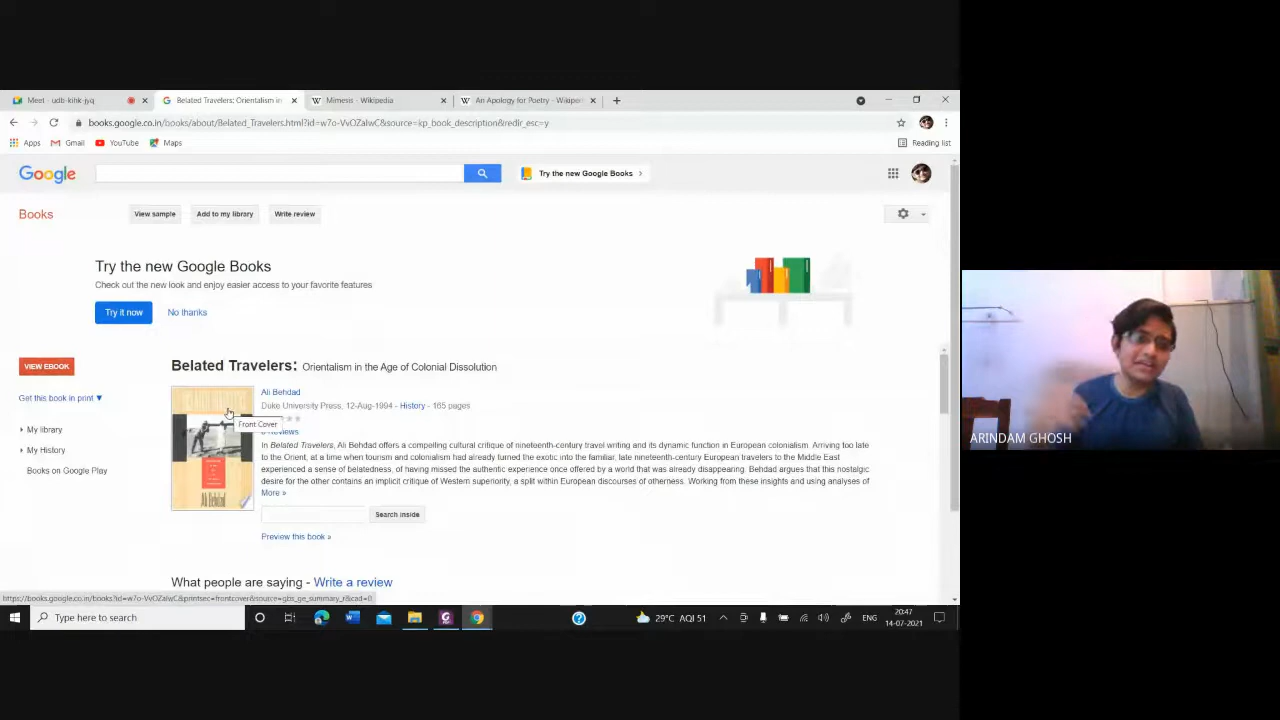 Meet - udb-kihk-jyq
Belated Travelers: Orientalism in
Mimesis - Wikipedia
An Apology for Poetry - Wikiped
books.google.co.in/books/about/Belated_Travelers.html?id=w7o-VvOZaIwC&source=kp_book_description&redir_esc=y
Apps
Gmail
YouTube
Maps
Reading list
Google
Try the new Google Books
Books
View sample
Add to my library
Write review
Try the new Google Books
Check out the new look and enjoy easier access to your favorite features
Try it now
No thanks
VIEW EBOOK
Get this book in print ▼
My library
My History
Books on Google Play
Belated Travelers: Orientalism in the Age of Colonial Dissolution
Ali Behdad
Duke University Press, 12-Aug-1994 - History - 165 pages
Front Cover
Reviews
In Belated Travelers, Ali Behdad offers a compelling cultural critique of nineteenth-century travel writing and its dynamic function in European colonialism. Arriving too late
to the Orient, at a time when tourism and colonialism had already turned the exotic into the familiar, late nineteenth-century European travelers to the Middle East
experienced a sense of belatedness, of having missed the authentic experience once offered by a world that was already disappearing. Behdad argues that this nostalgic
desire for the other contains an implicit critique of Western superiority, a split within European discourses of otherness. Working from these insights and using analyses of
More »
Search inside
Preview this book »
Ali Behdad
What people are saying - Write a review
Type here to search
29°C AQI 51
ENG
20:47
14-07-2021
ARINDAM GHOSH